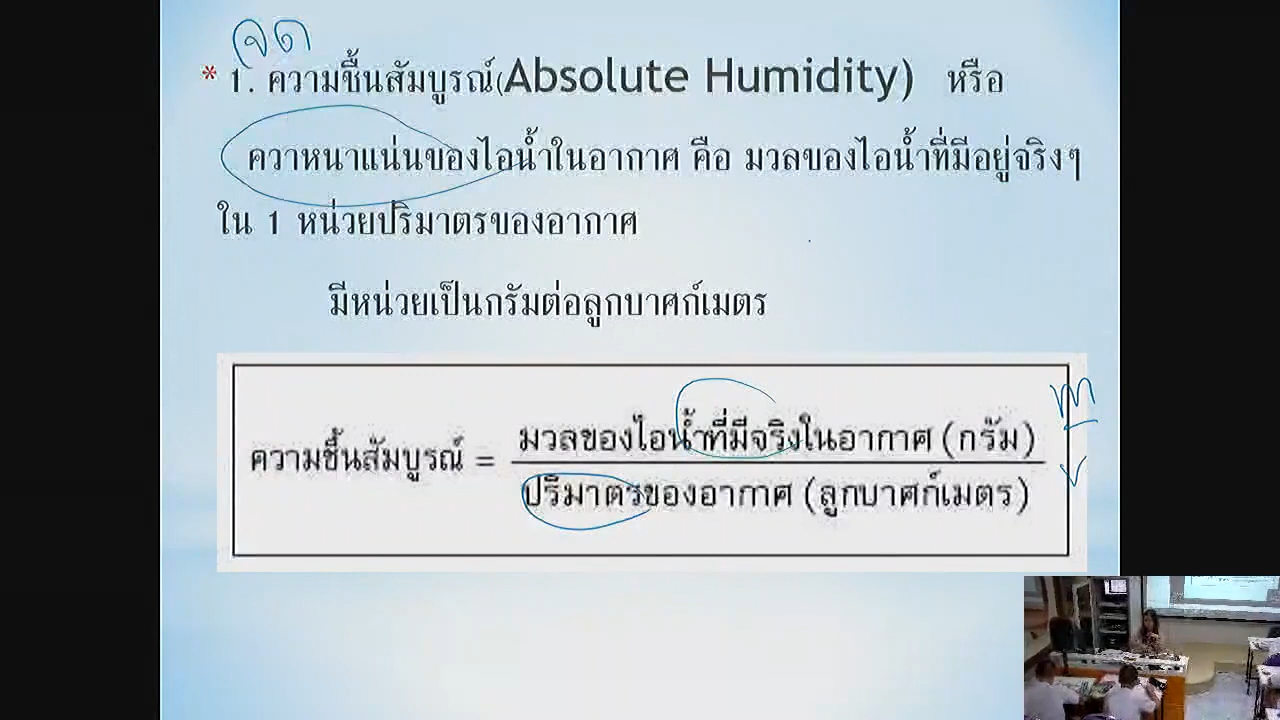 จด
* 1. ความชื้นสัมบูรณ์(Absolute Humidity) หรือ
ควาหนาแน่นของไอน้ำในอากาศ คือ มวลของไอน้ำที่มีอยู่จริงๆ
ใน 1 หน่วยปริมาตรของอากาศ
มีหน่วยเป็นกรัมต่อลูกบาศก์เมตร
ความชื้นสัมบูรณ์ = มวลของไอน้ำที่มีจริงในอากาศ (กรัม)
ปริมาตรของอากาศ (ลูกบาศก์เมตร)
m
v